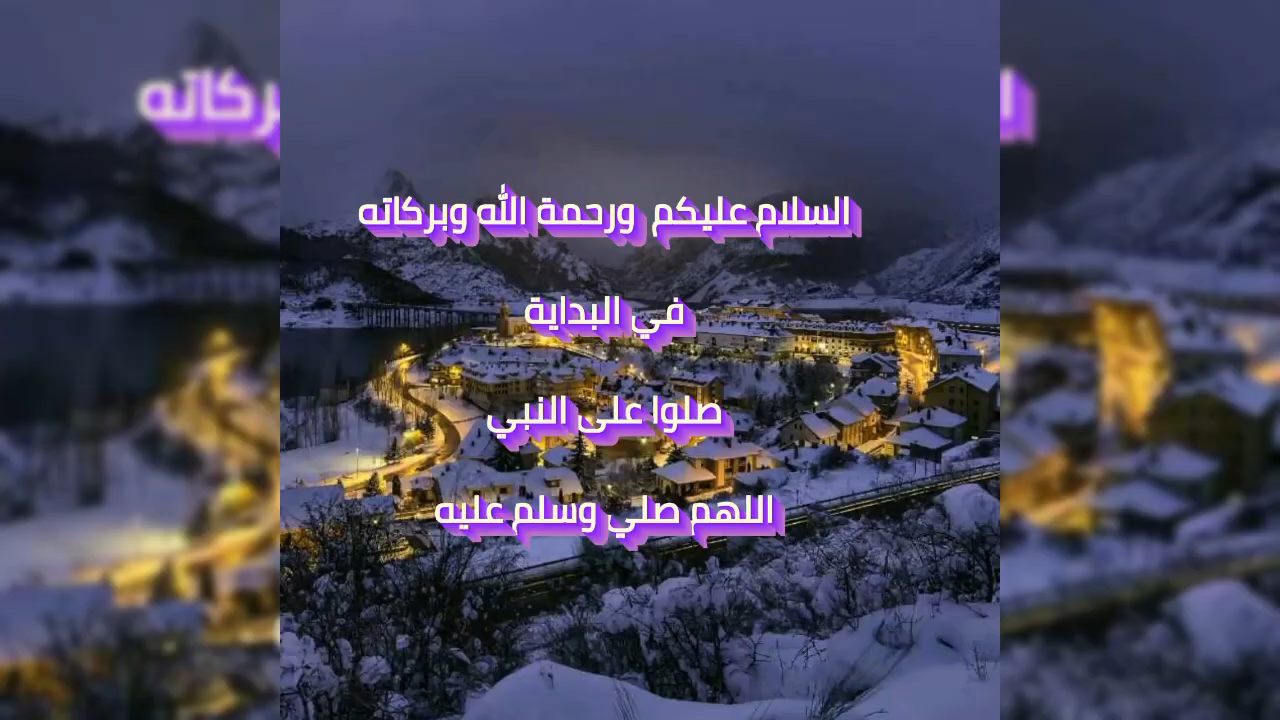 السلام عليكم ورحمة الله وبركاته
في البداية
صلوا على النبي
اللهم صلي وسلم عليه